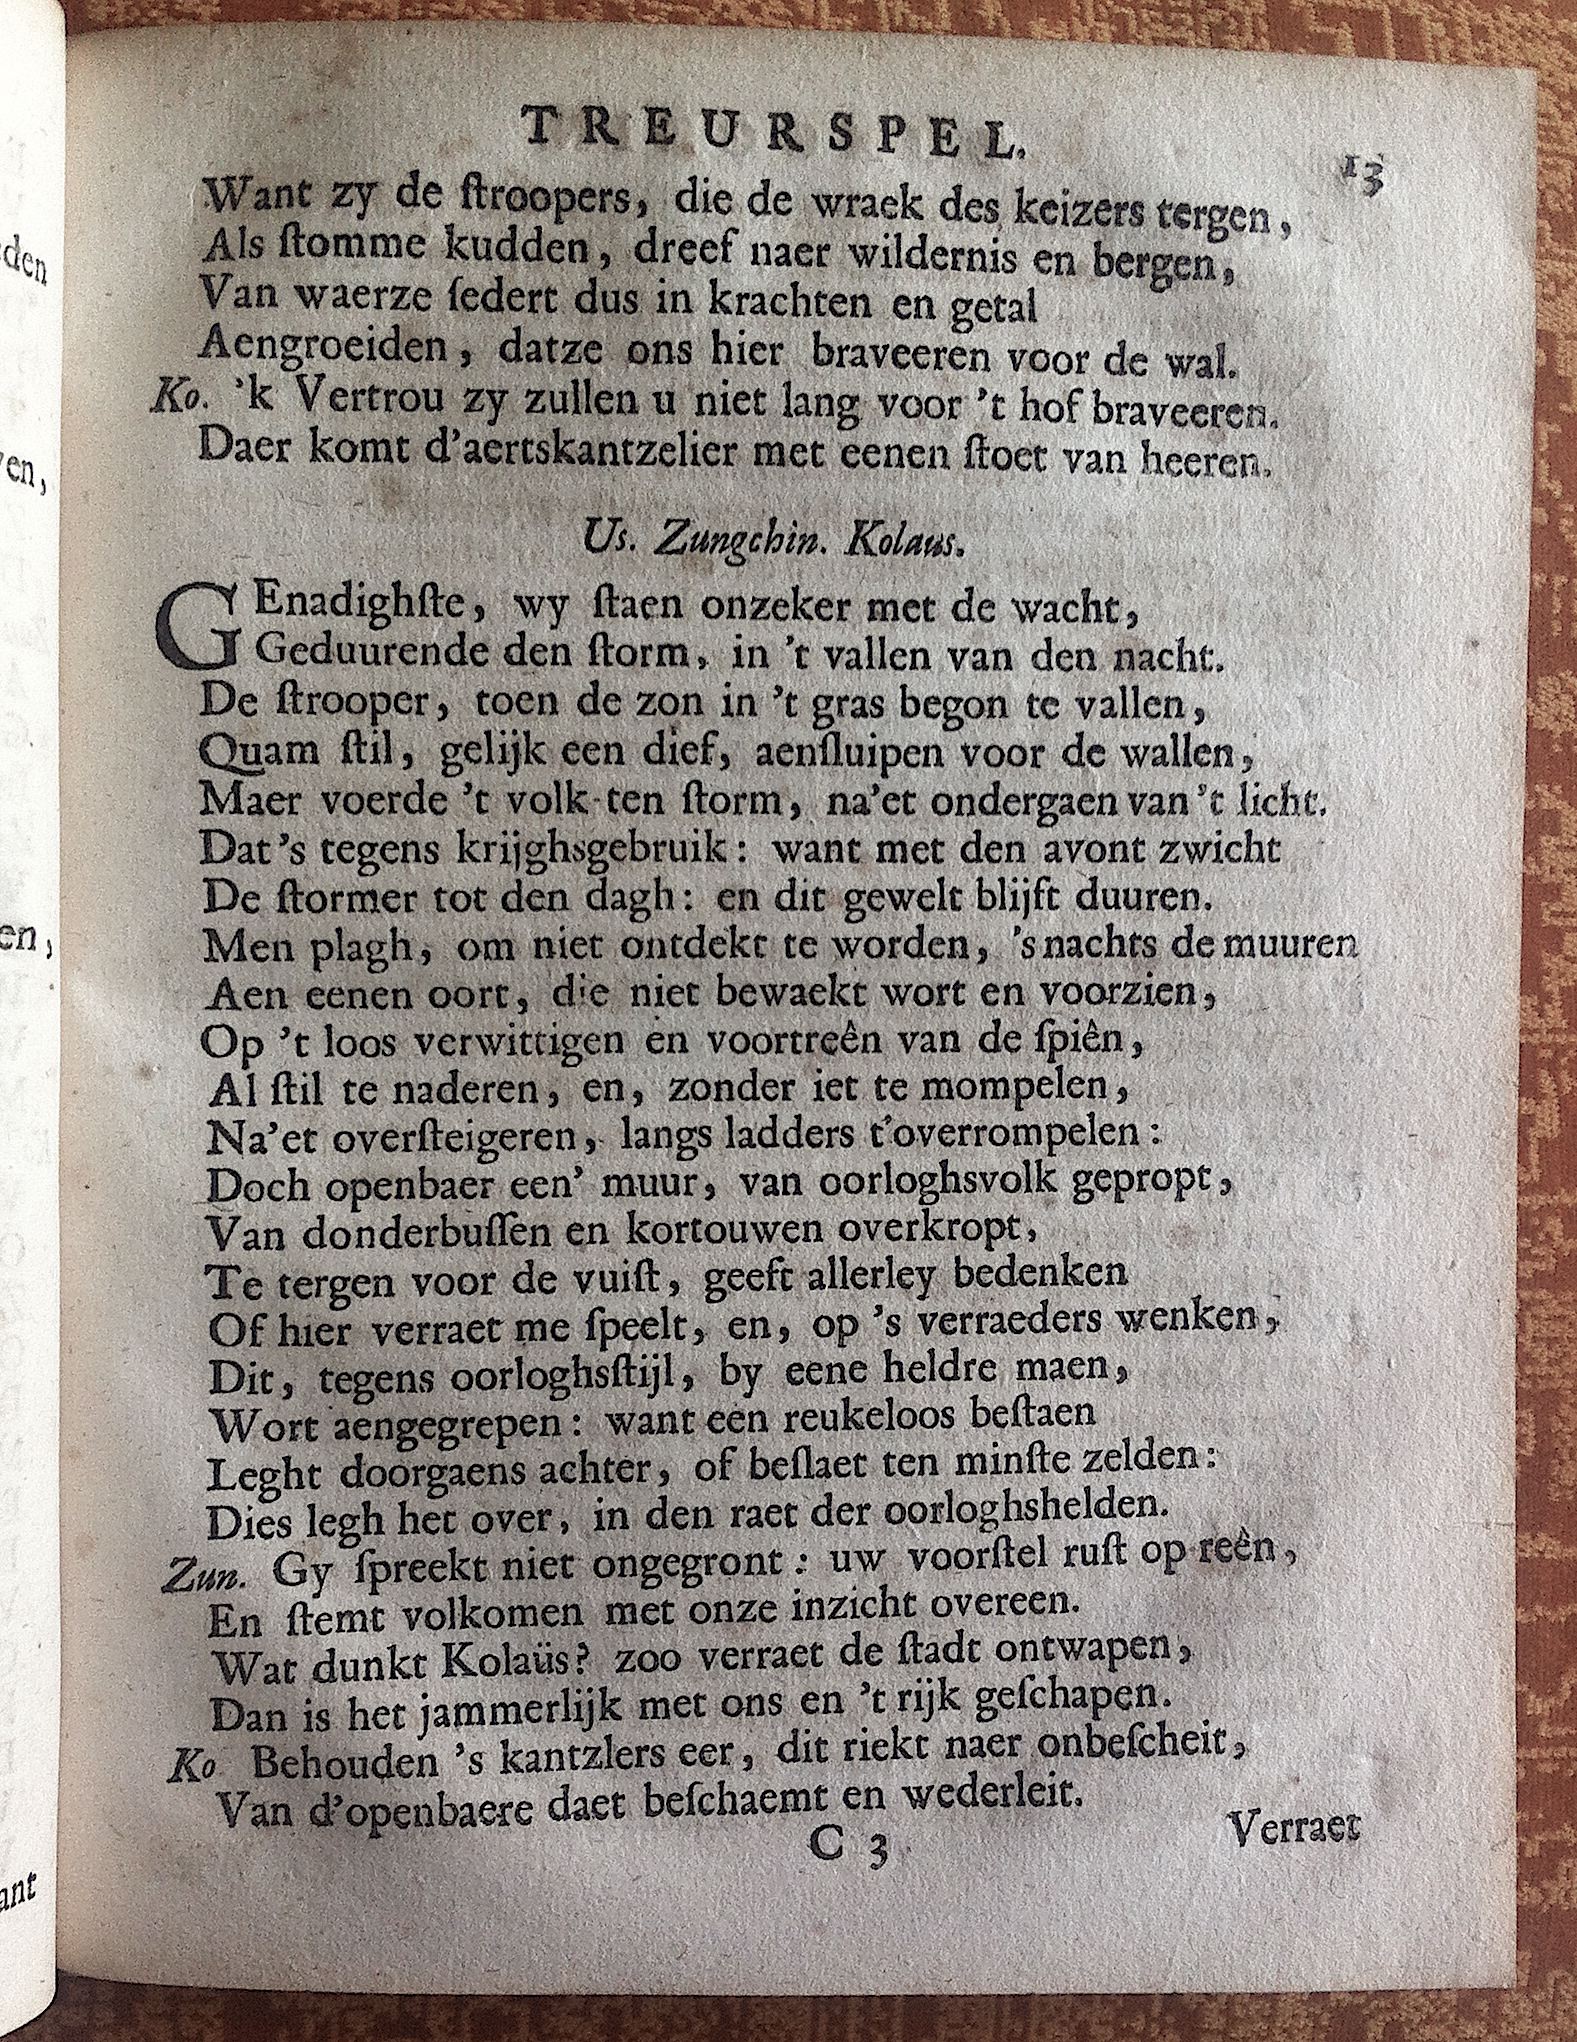 TREURSPEL. 13
Want zy de ſtroopers, die de wraek des keizers tergen,
Als ſtomme kudden, dreef naer wildernis en bergen,
Van waerze ſedert dus in krachten en getal
Aengroeiden, datze ons hier braveeren voor de wal.
Ko. 'k Vertrou zy zullen u niet lang voor 't hof braveeren.
Daer komt d'aertskantzelier met eenen ſtoet van heeren.
Us. Zungchin. Kolaus.
GEnadighſte, wy ſtaen onzeker met de wacht,
Geduurende den ſtorm, in 't vallen van den nacht.
De ſtrooper, toen de zon in 't gras begon te vallen,
Quam ſtil, gelijk een dief, aenſluipen voor de wallen,
Maer voerde 't volk ten ſtorm, na'et ondergaen van 't licht.
Dat's tegens krijghsgebruik: want met den avont zwicht
De ſtormer tot den dagh: en dit gewelt blijft duuren.
Men plagh, om niet ontdekt te worden, 's nachts de muuren
Aen eenen oort, die niet bewaekt wort en voorzien,
Op 't loos verwittigen en voortreên van de ſpiên,
Al ſtil te naderen, en, zonder iet te mompelen,
Na'et overſteigeren, langs ladders t'overrompelen:
Doch openbaer een' muur, van oorloghsvolk gepropt,
Van donderbuſſen en kortouwen overkropt,
Te tergen voor de vuiſt, geeft allerley bedenken
Of hier verraet me ſpeelt, en, op 's verraeders wenken,
Dit, tegens oorloghsſtijl, by eene heldre maen,
Wort aengegrepen: want een reukeloos beſtaen
Leght doorgaens achter, of beſlaet ten minſte zelden:
Dies legh het over, in den raet der oorloghshelden.
Zun. Gy ſpreekt niet ongegront: uw voorſtel ruſt op reên,
En ſtemt volkomen met onze inzicht overeen.
Wat dunkt Kolaüs? zoo verraet de ſtadt ontwapen,
Dan is het jammerlijk met ons en 't rijk geſchapen.
Ko Behouden 's kantzlers eer, dit riekt naer onbeſcheit,
Van d'openbaere daet beſchaemt en wederleit.
C 3 Verraet